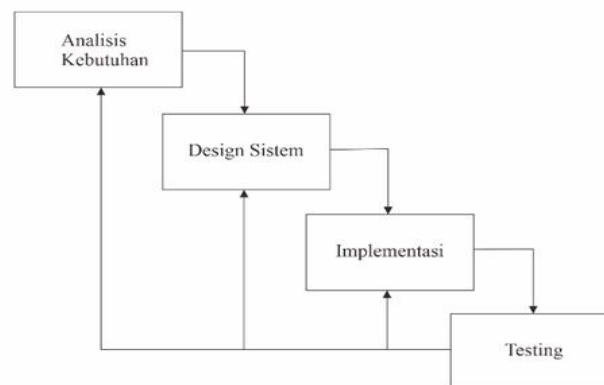 Analisis
Kebutuhan
Design Sistem
Implementasi
Testing